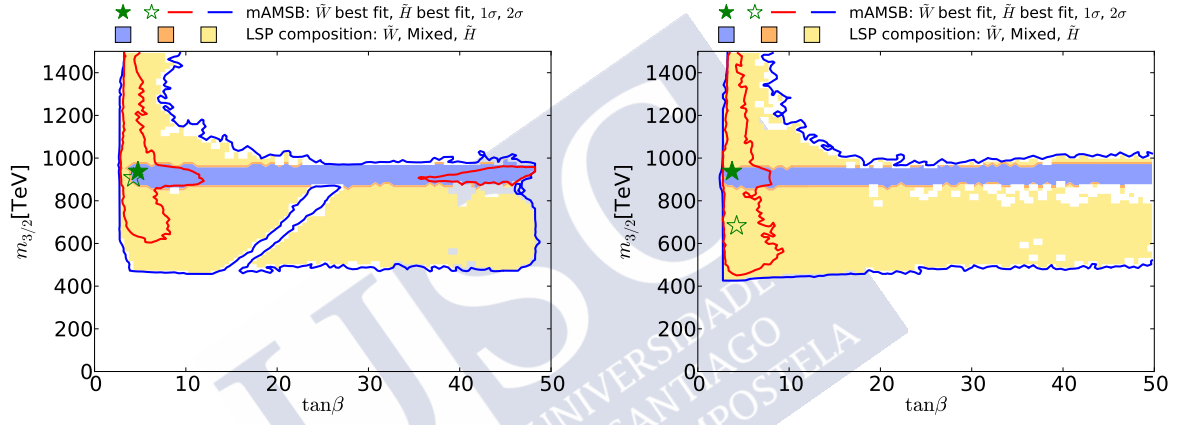 mAMSB: W̃ best fit, H̃ best fit, 1σ, 2σ
LSP composition: W̃, Mixed, H̃
1400
1200
1000
800
600
400
200
0
m3/2[TeV]
0 10 20 30 40 50
tanβ
mAMSB: W̃ best fit, H̃ best fit, 1σ, 2σ
LSP composition: W̃, Mixed, H̃
1400
1200
1000
800
600
400
200
0
m3/2[TeV]
0 10 20 30 40 50
tanβ
USC
UNIVERSIDADE
SANTIAGO
COMPOSTELA